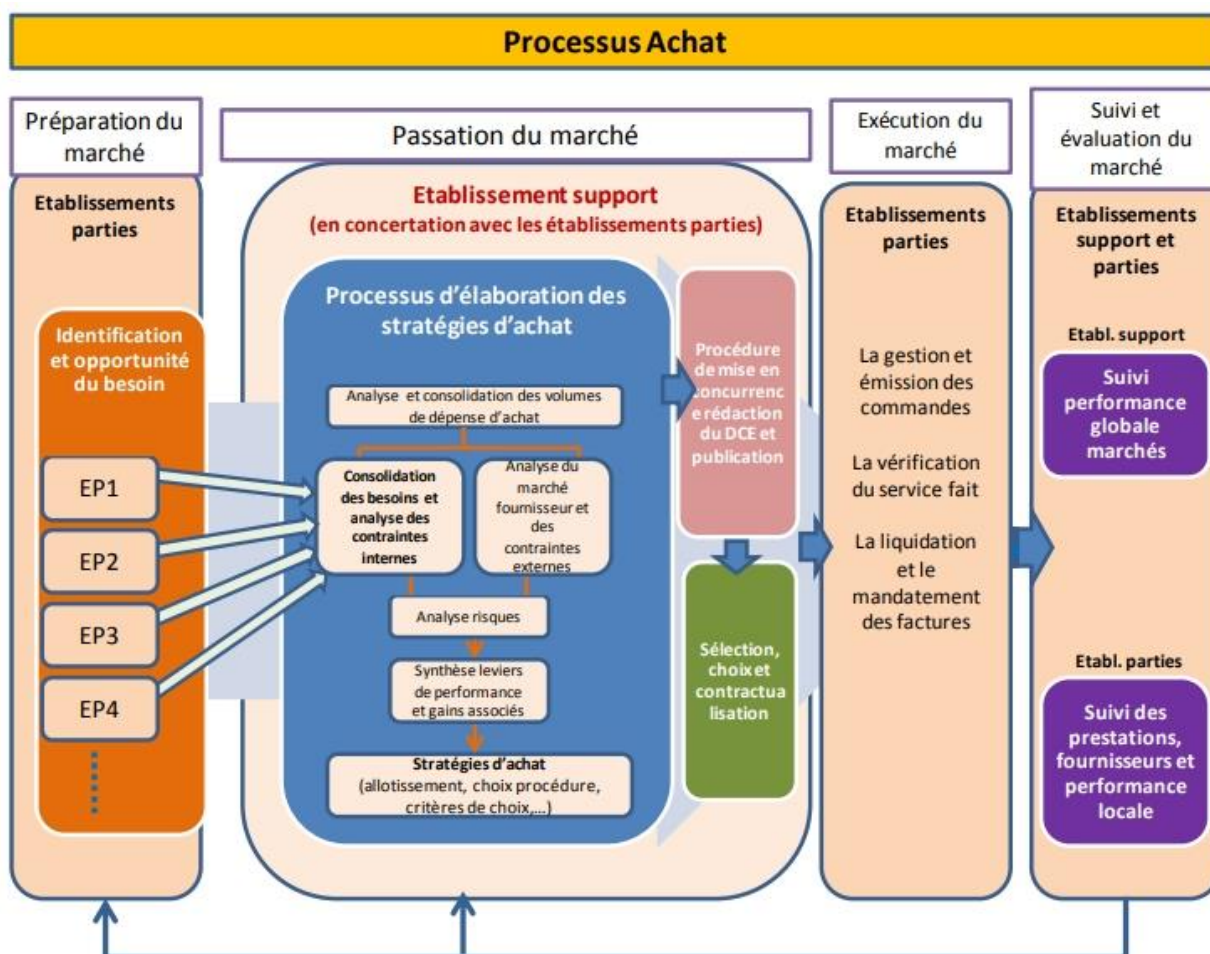 Processus Achat
Préparation du
marché
Passation du marché
Exécution du
marché
Suivi et
évaluation du
marché
Etablissements
parties
Identification
et opportunité
du besoin
EP1
EP2
EP3
EP4
Etablissement support
(en concertation avec les établissements parties)
Processus d'élaboration des
stratégies d'achat
Analyse et consolidation des volumes
de dépense d'achat
Consolidation
des besoins et
analyse des
contraintes
internes
Analyse du
marché
fournisseur et
des
contraintes
externes
Analyse risques
Synthèse leviers
de performance
et gains associés
Stratégies d'achat
(allotissement, choix procédure,
critères de choix,...)
Procédure
de mise en
concurrenc
e rédaction
du DCE et
publication
Sélection,
choix et
contractua
lisation
Etablissements
parties
La gestion et
émission des
commandes
La vérification
du service fait
La liquidation
et le
mandatement
des factures
Etablissements
support et
parties
Etabl. support
Suivi
performance
globale
marchés
Etabl. parties
Suivi des
prestations,
fournisseurs et
performance
locale